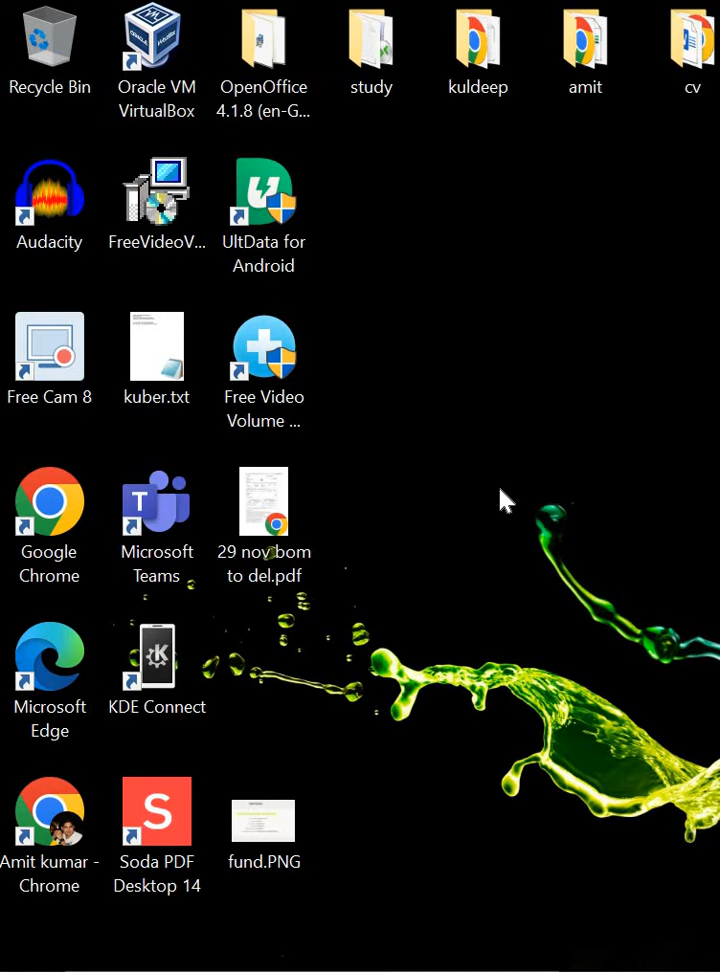 Recycle Bin
Oracle VM
VirtualBox
OpenOffice
4.1.8 (en-G...
study
kuldeep
amit
cv
Audacity
FreeVideoV...
UltData for
Android
Free Cam 8
kuber.txt
Free Video
Volume ...
Google
Chrome
Microsoft
Teams
29 nov bom
to del.pdf
Microsoft
Edge
KDE Connect
Amit kumar -
Chrome
Soda PDF
Desktop 14
fund.PNG